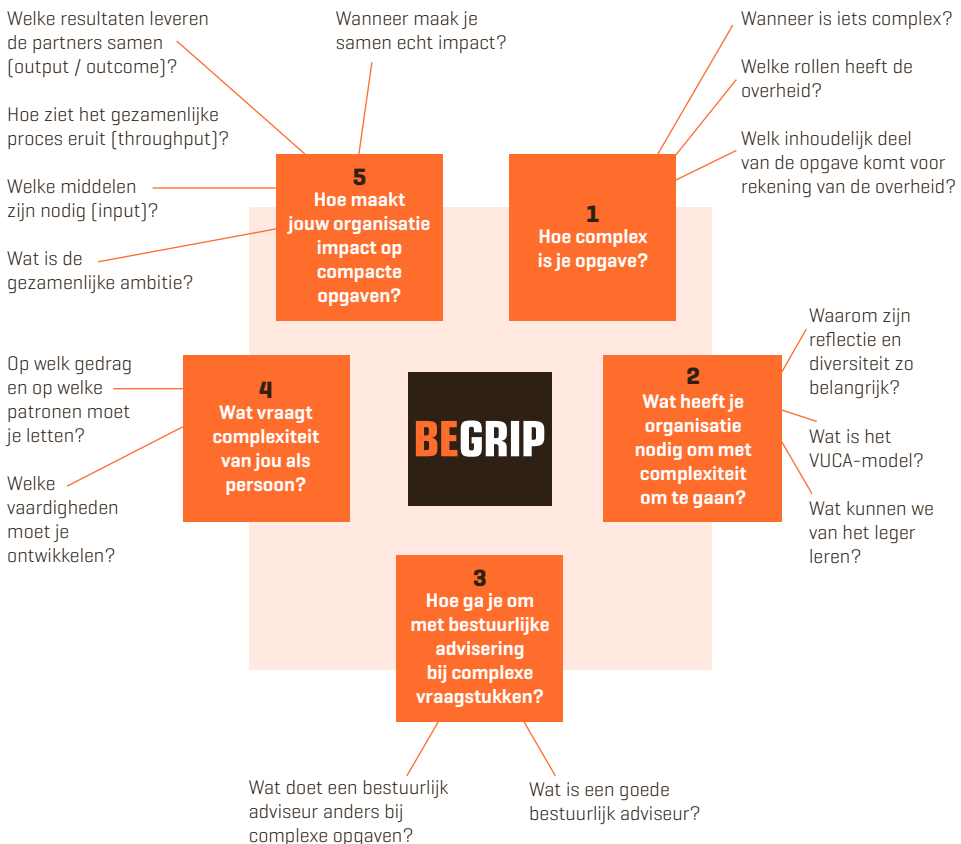 Welke resultaten leveren
de partners samen
(output / outcome)?
Wanneer maak je
samen echt impact?
Hoe ziet het gezamenlijke
proces eruit (throughput)?
Welke middelen
zijn nodig (input)?
Wat is de
gezamenlijke ambitie?
5
Hoe maakt
jouw organisatie
impact op
compacte
opgaven?
Wanneer is iets complex?
Welke rollen heeft de
overheid?
Welk inhoudelijk deel
van de opgave komt voor
rekening van de overheid?
1
Hoe complex
is je opgave?
Op welk gedrag
en op welke
patronen moet
je letten?
Welke
vaardigheden
moet je
ontwikkelen?
4
Wat vraagt
complexiteit
van jou als
persoon?
BEGRIP
2
Wat heeft je
organisatie
nodig om met
complexiteit
om te gaan?
Waarom zijn
reflectie en
diversiteit zo
belangrijk?
Wat is het
VUCA-model?
Wat kunnen we
van het leger
leren?
3
Hoe ga je om
met bestuurlijke
advisering
bij complexe
vraagstukken?
Wat doet een bestuurlijk
adviseur anders bij
complexe opgaven?
Wat is een goede
bestuurlijk adviseur?